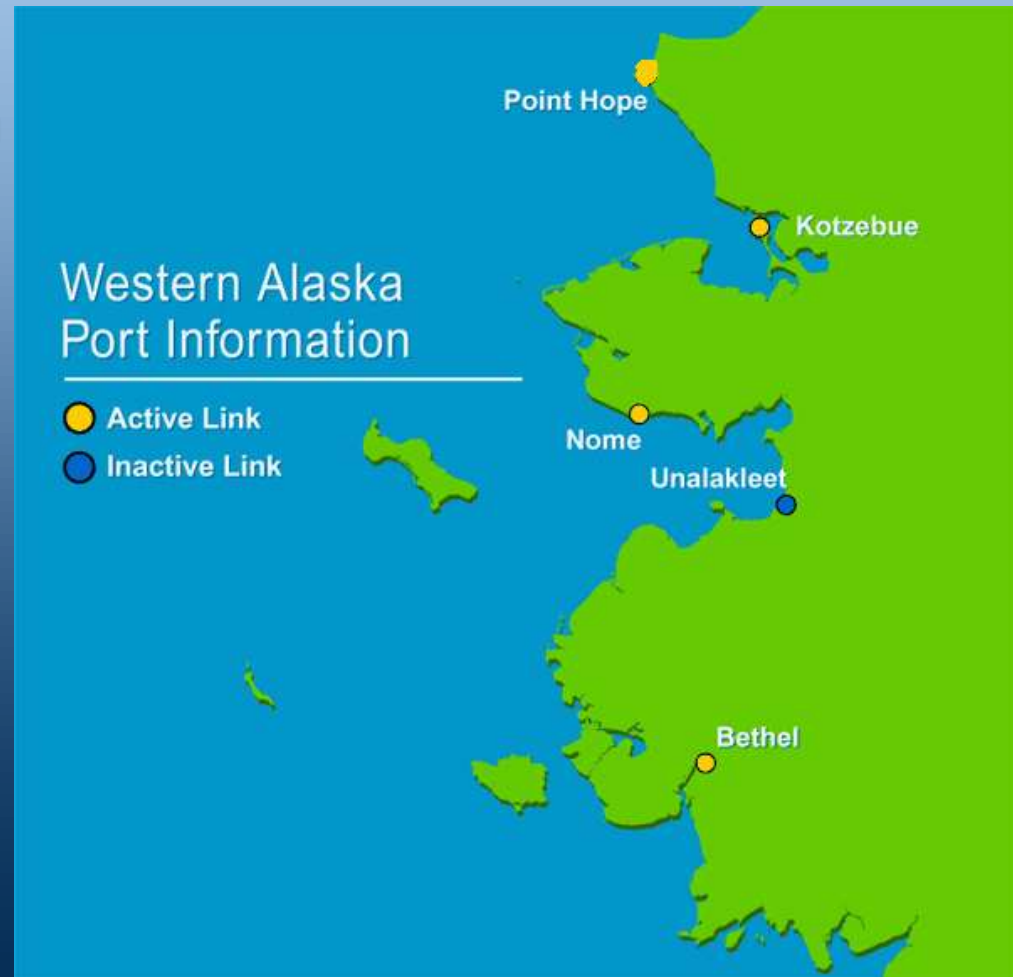 Point Hope
Kotzebue
Western Alaska
Port Information
Active Link
Inactive Link
Nome
Unalakleet
Bethel